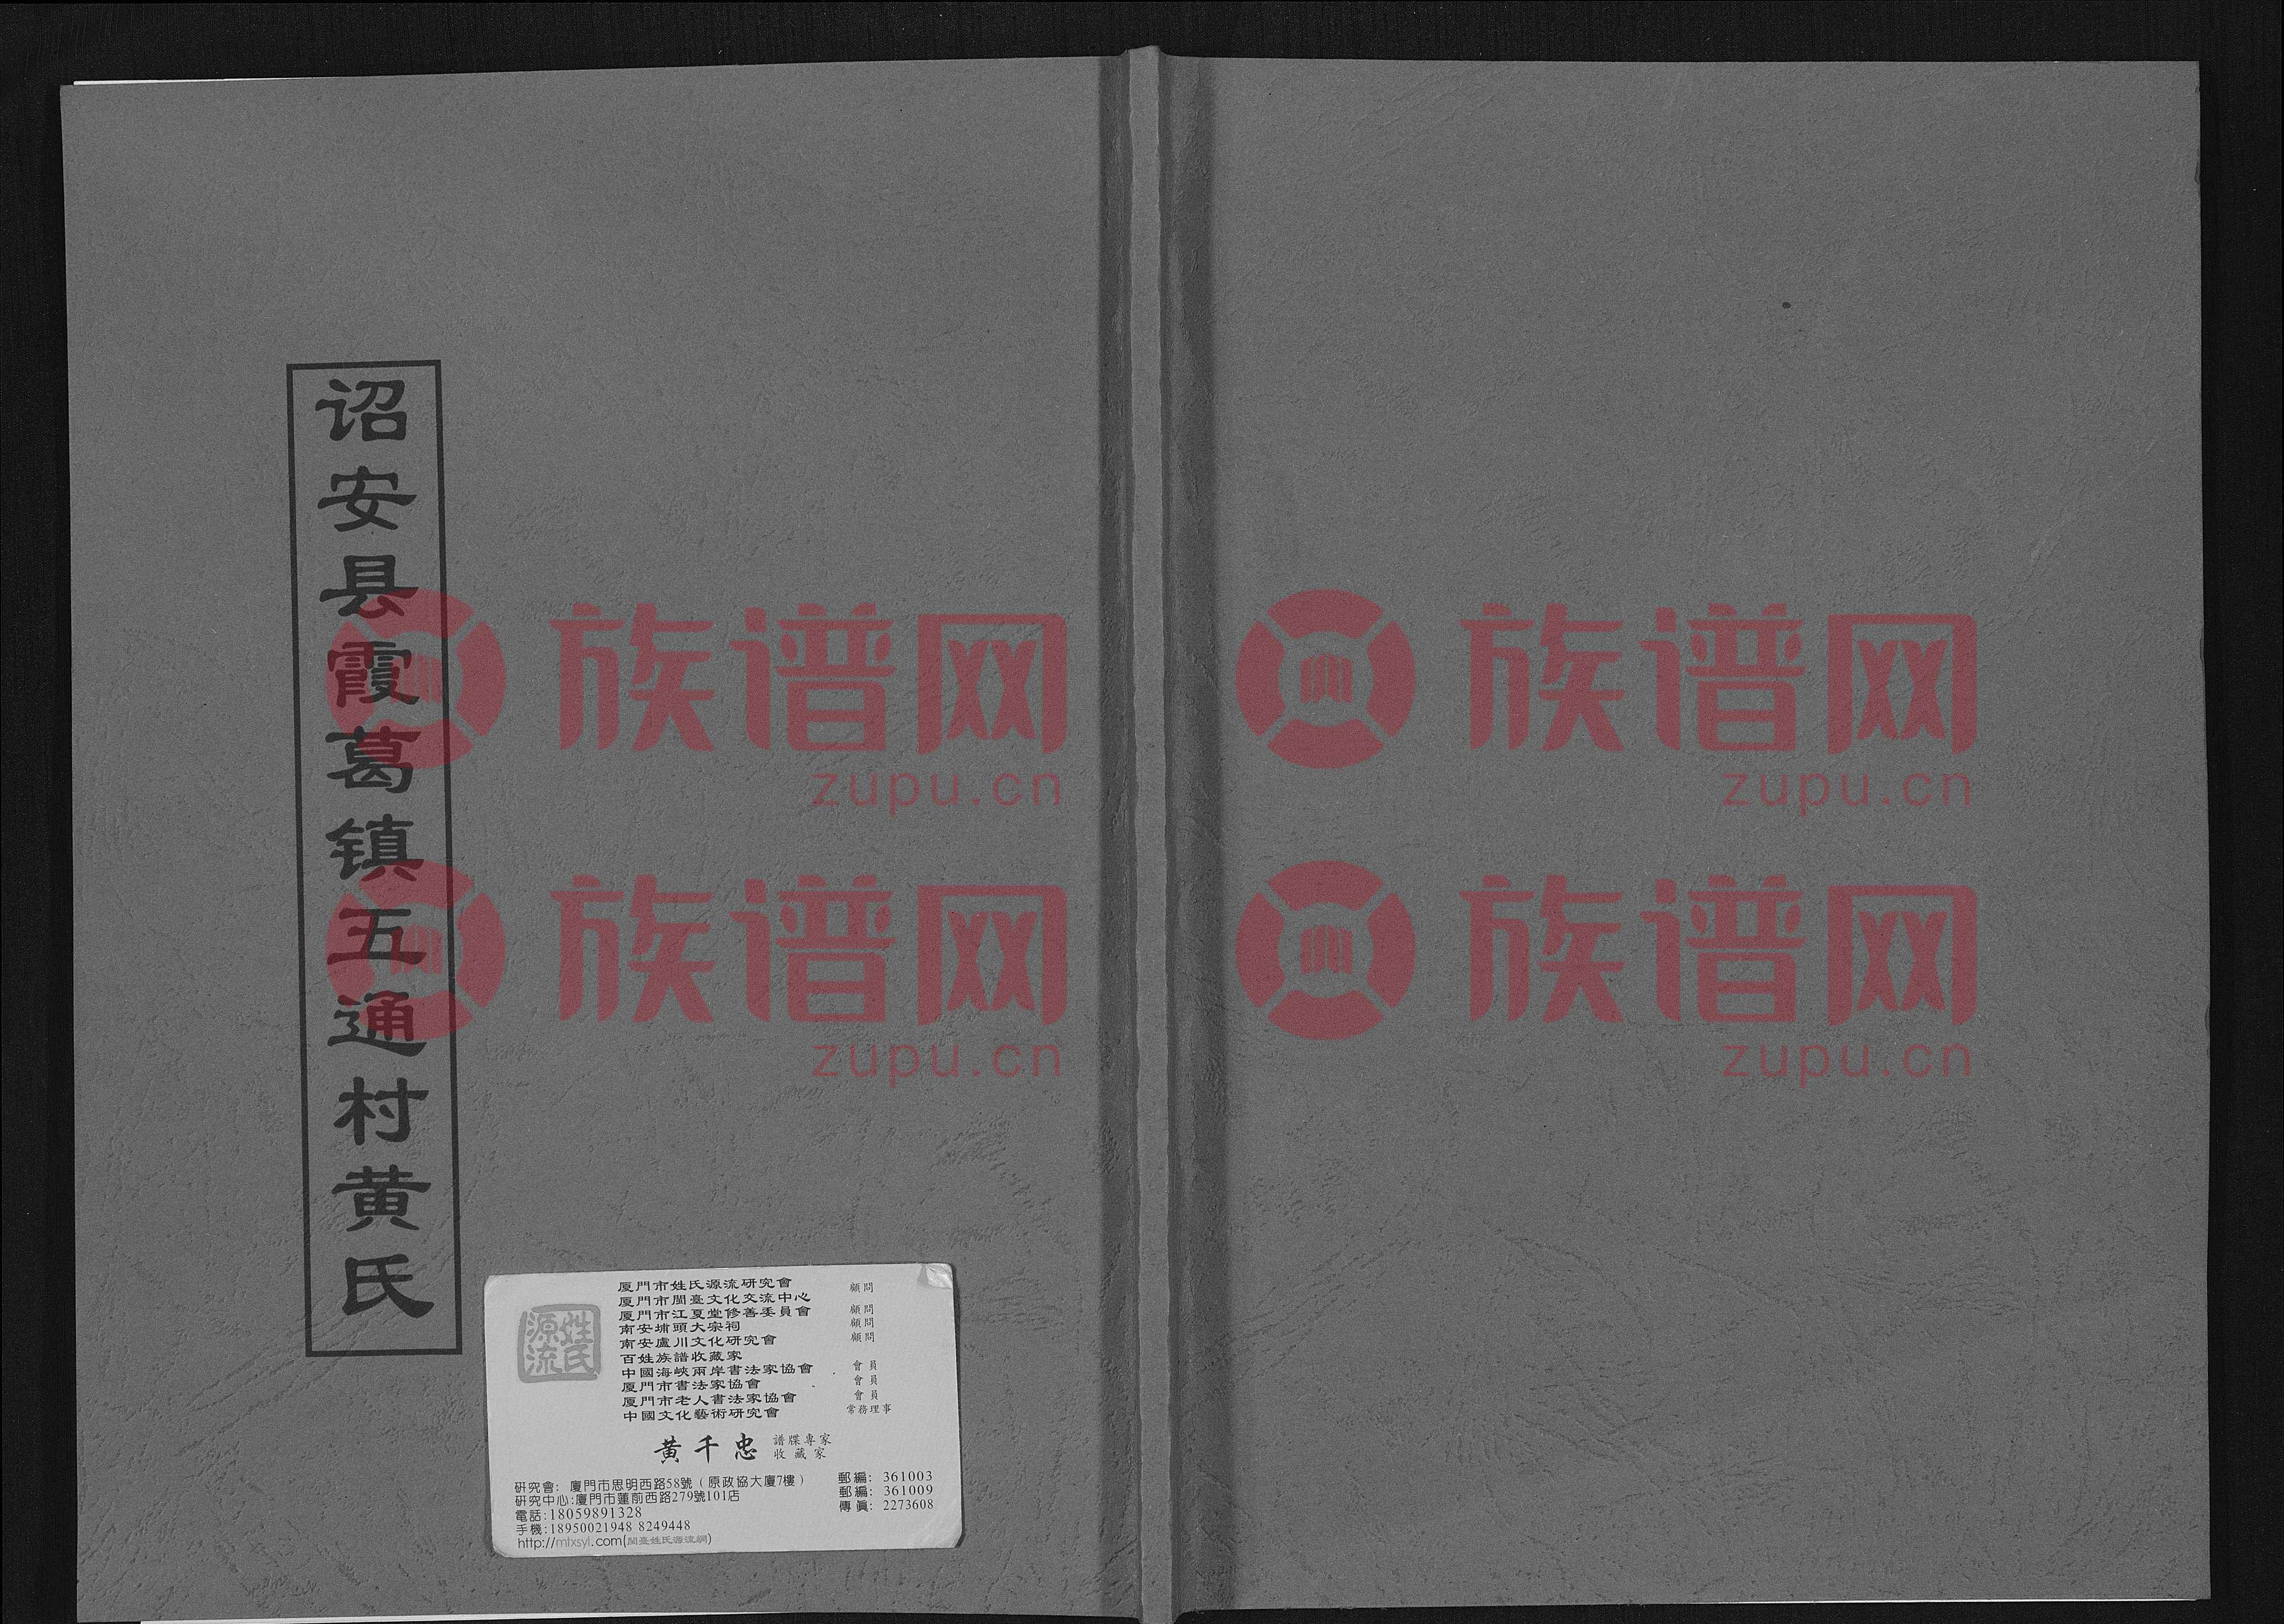 诏安县霞葛镇五通村黄氏
族谱网
zupu.cn
族谱网
zupu.cn
族谱网
zupu.cn
族谱网
zupu.cn
姓氏源流
厦門市姓氏源流研究會 顧問
厦門市閩臺文化交流中心
厦門市江夏堂修善委員會 顧問
南安埔頭大宗祠 顧問
南安盧川文化研究會 顧問
百姓族譜收藏家
中國海峽兩岸書法家協會 會員
厦門市書法家協會 會員
厦門市老人書法家協會 會員
中國文化藝術研究會 常務理事
黄千忠 譜牒專家
收藏家
研究會: 廈門市思明西路58號（原政協大廈7樓） 郵編: 361003
研究中心:廈門市蓮前西路279號101店 郵編: 361009
電話:18059891328 傳真: 2273608
手機:18950021948 8249448
http://mtxsyl.com(閩臺姓氏源流網)